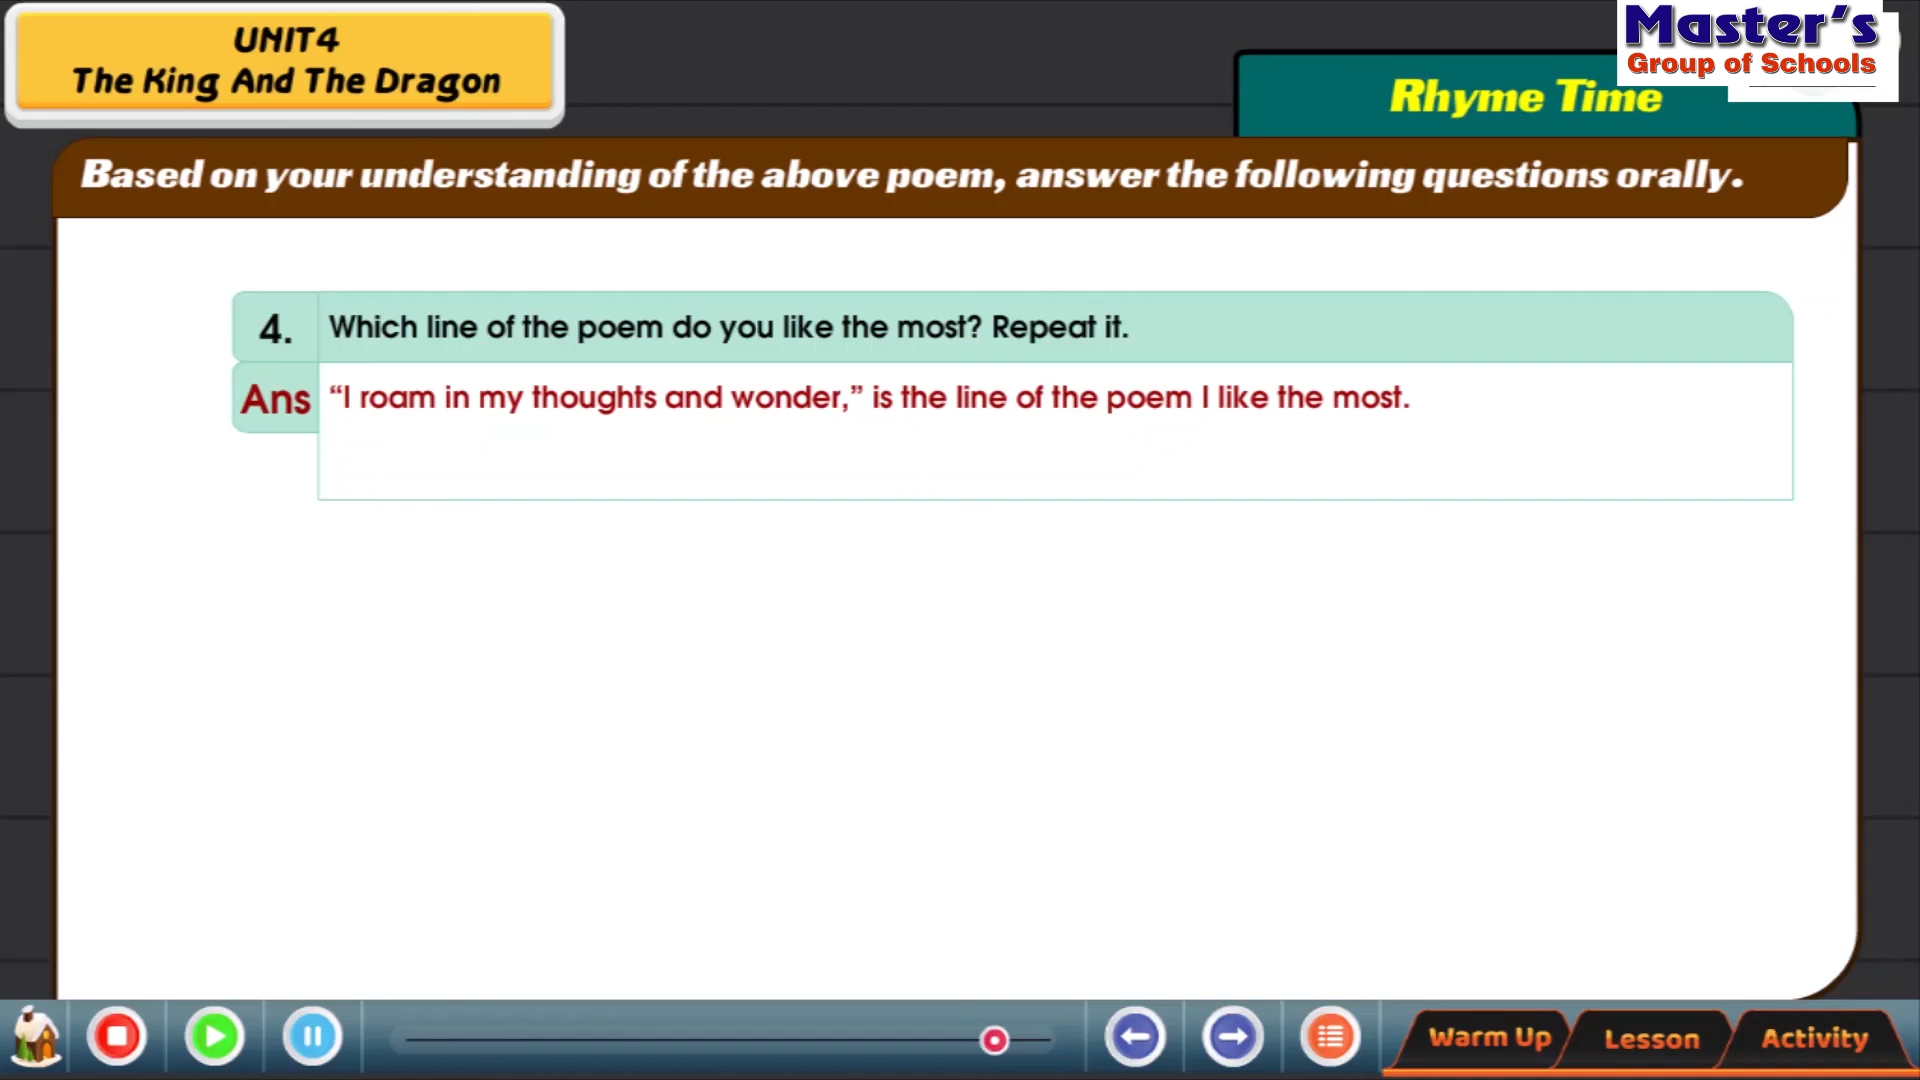 UNIT4
The King And The Dragon
Master's
Group of Schools
Rhyme Time
Based on your understanding of the above poem, answer the following questions orally.
4. Which line of the poem do you like the most? Repeat it.
Ans “I roam in my thoughts and wonder,” is the line of the poem I like the most.
Warm Up
Lesson
Activity